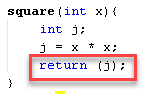 square(int x){
int j;
j = x * x;
return (j);
}